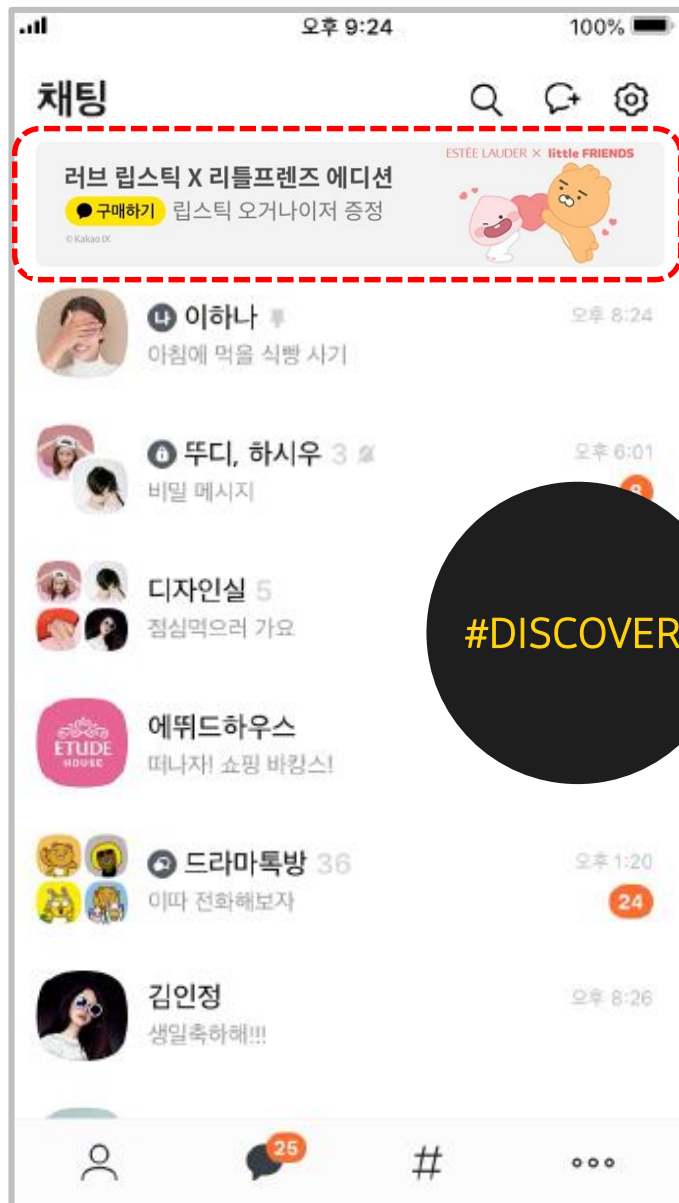 오후 9:24
100%
채팅
ESTĒE LAUDER × little FRIENDS
러브 립스틱 X 리틀프렌즈 에디션
구매하기 립스틱 오거나이저 증정
© Kakao IX
나 이하나
오후 8:24
아침에 먹을 식빵 사기
뚜디, 하시우 3
오후 6:01
비밀 메시지
디자인실 5
점심먹으러 가요
#DISCOVER
ETUDE
HOUSE
에뛰드하우스
떠나자! 쇼핑 바캉스!
드라마톡방 36
오후 1:20
이따 전화해보자
24
김인정
오후 8:26
생일축하해!!!
25
#